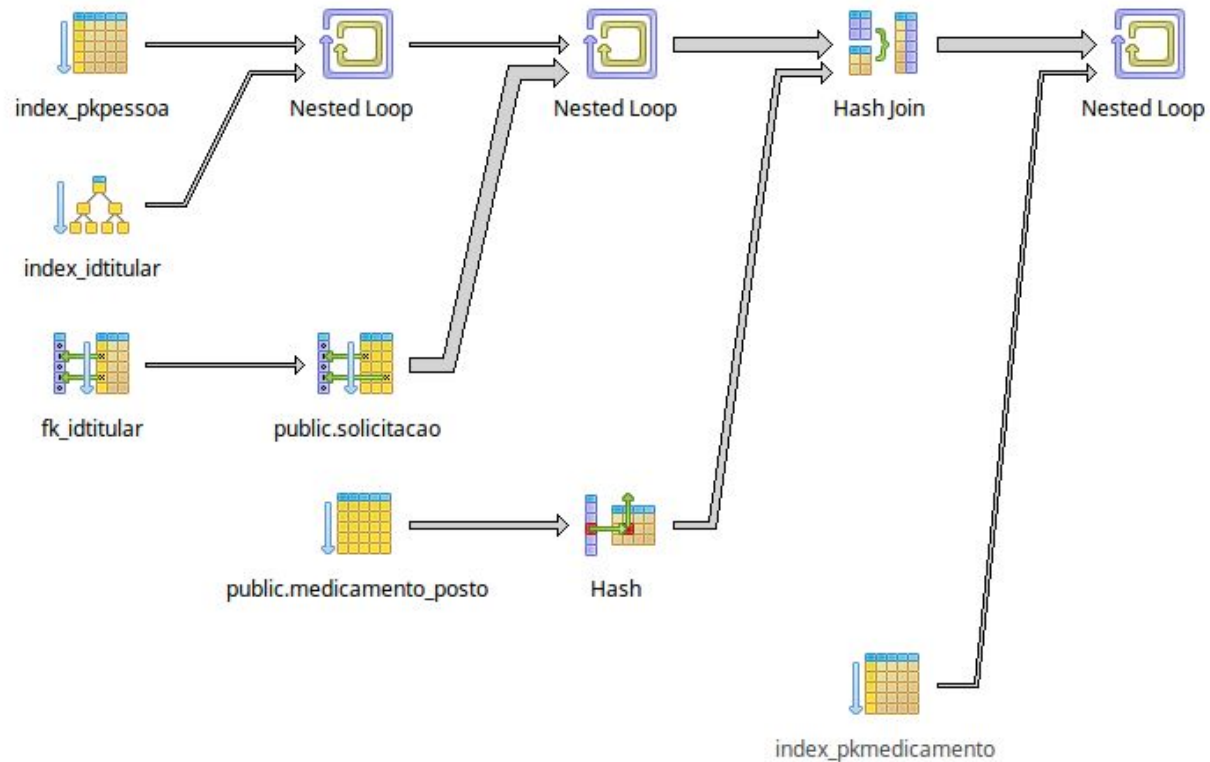 index_pkpessoa
Nested Loop
Nested Loop
Hash Join
Nested Loop
index_idtitular
fk_idtitular
public.solicitacao
public.medicamento_posto
Hash
index_pkmedicamento